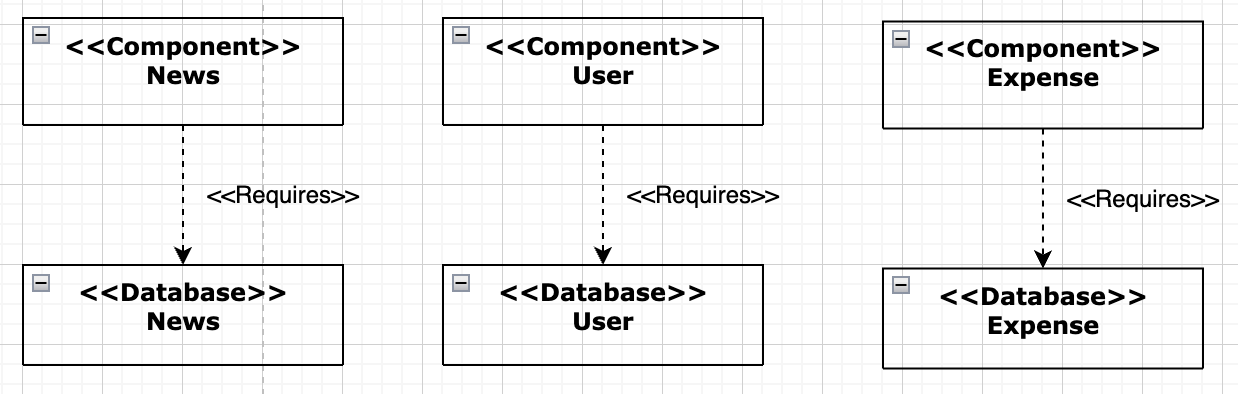 <<Component>>
News
<<Component>>
User
<<Component>>
Expense
<<Requires>>
<<Requires>>
<<Requires>>
<<Database>>
News
<<Database>>
User
<<Database>>
Expense